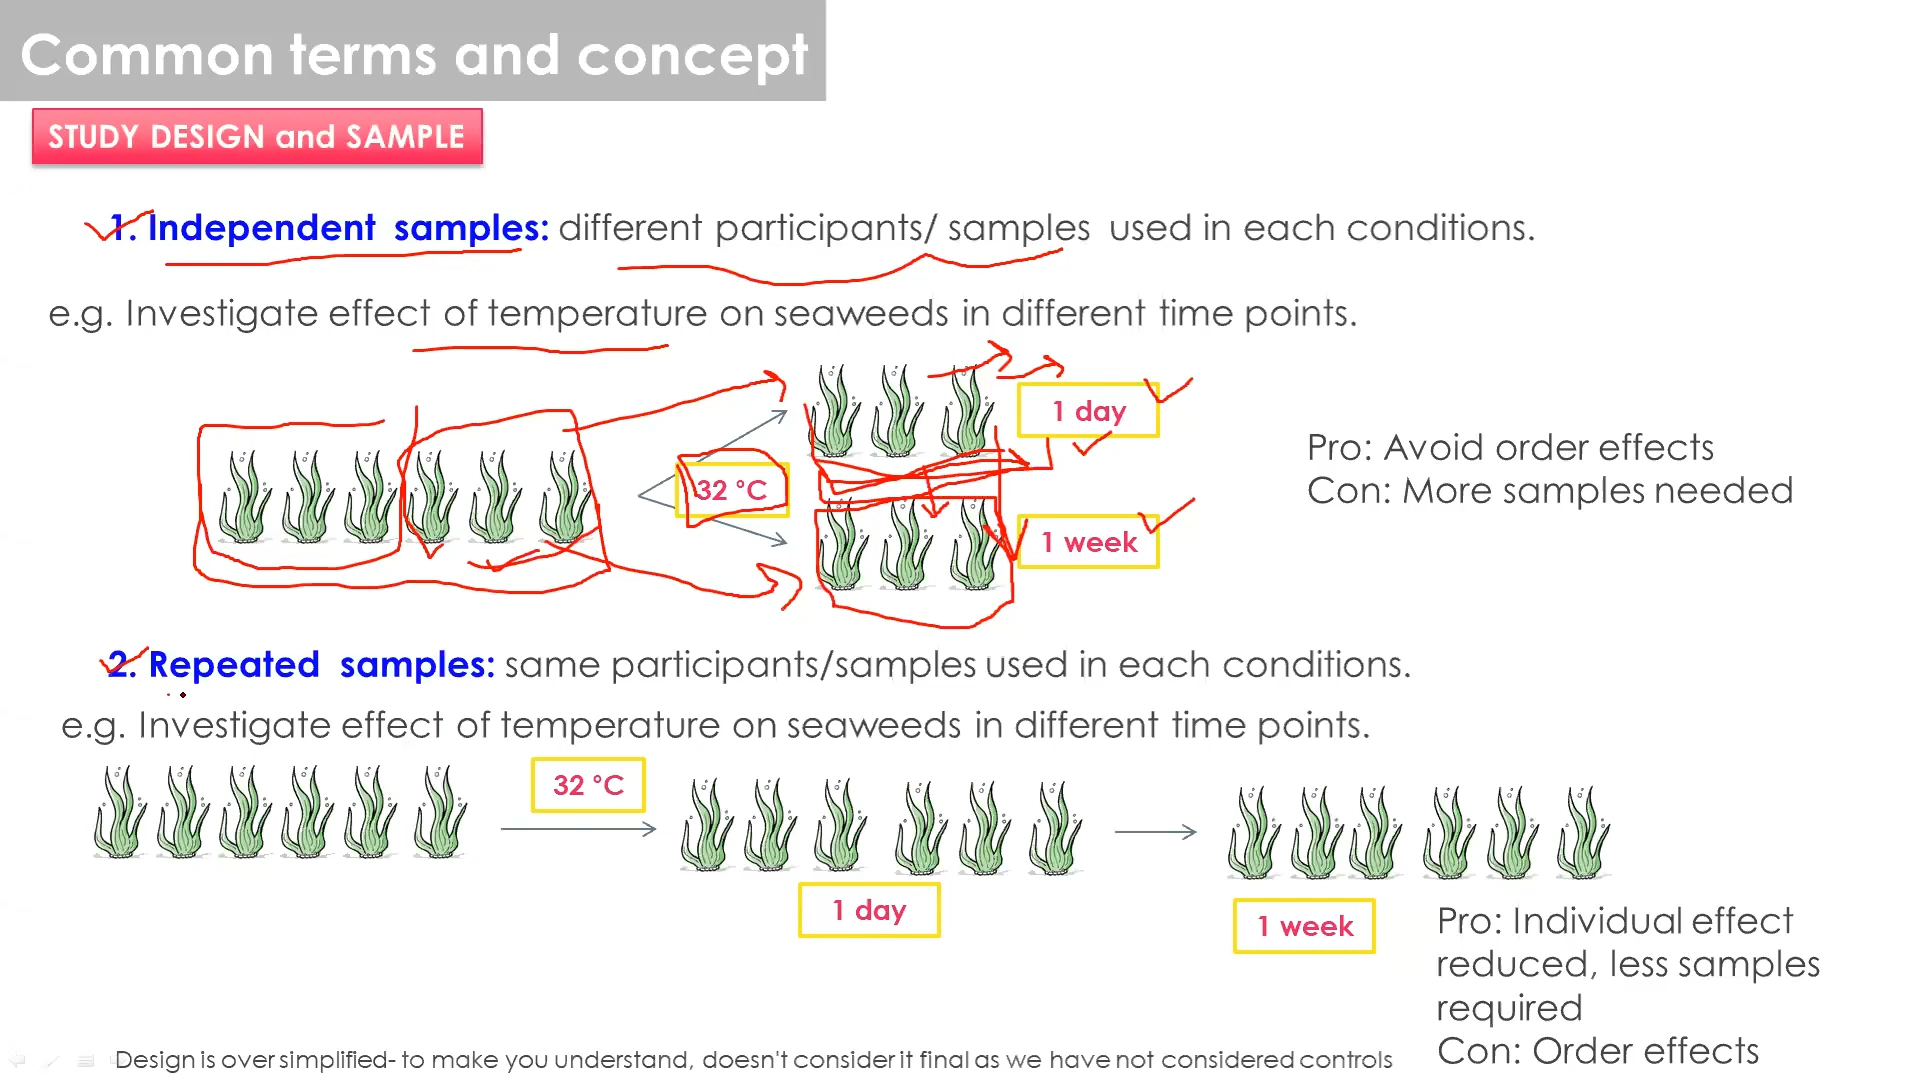 Common terms and concept
STUDY DESIGN and SAMPLE
1. Independent samples: different participants/ samples used in each conditions.
e.g. Investigate effect of temperature on seaweeds in different time points.
1 day
32 °C
1 week
Pro: Avoid order effects
Con: More samples needed
2. Repeated samples: same participants/samples used in each conditions.
e.g. Investigate effect of temperature on seaweeds in different time points.
32 °C
1 day
1 week
Pro: Individual effect
reduced, less samples
required
Con: Order effects
Design is over simplified- to make you understand, doesn't consider it final as we have not considered controls